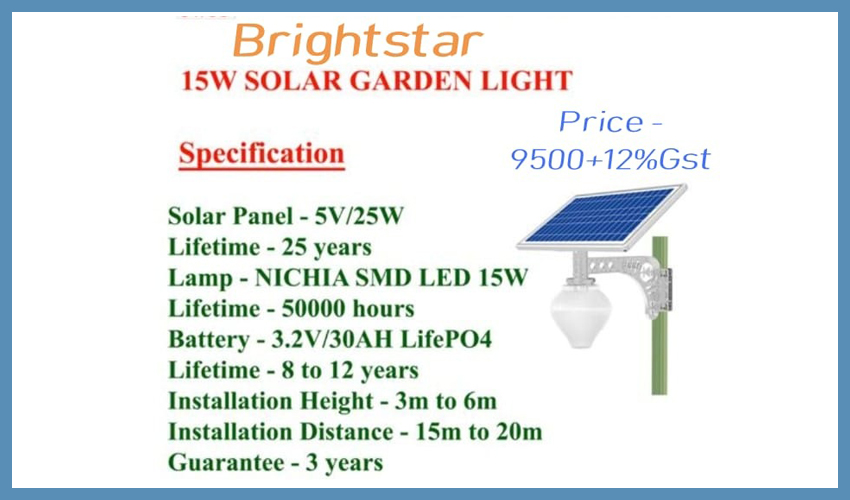 Brightstar
15W SOLAR GARDEN LIGHT
Price -
9500+12%Gst
Specification
Solar Panel - 5V/25W
Lifetime - 25 years
Lamp - NICHIA SMD LED 15W
Lifetime - 50000 hours
Battery - 3.2V/30AH LifePO4
Lifetime - 8 to 12 years
Installation Height - 3m to 6m
Installation Distance - 15m to 20m
Guarantee - 3 years